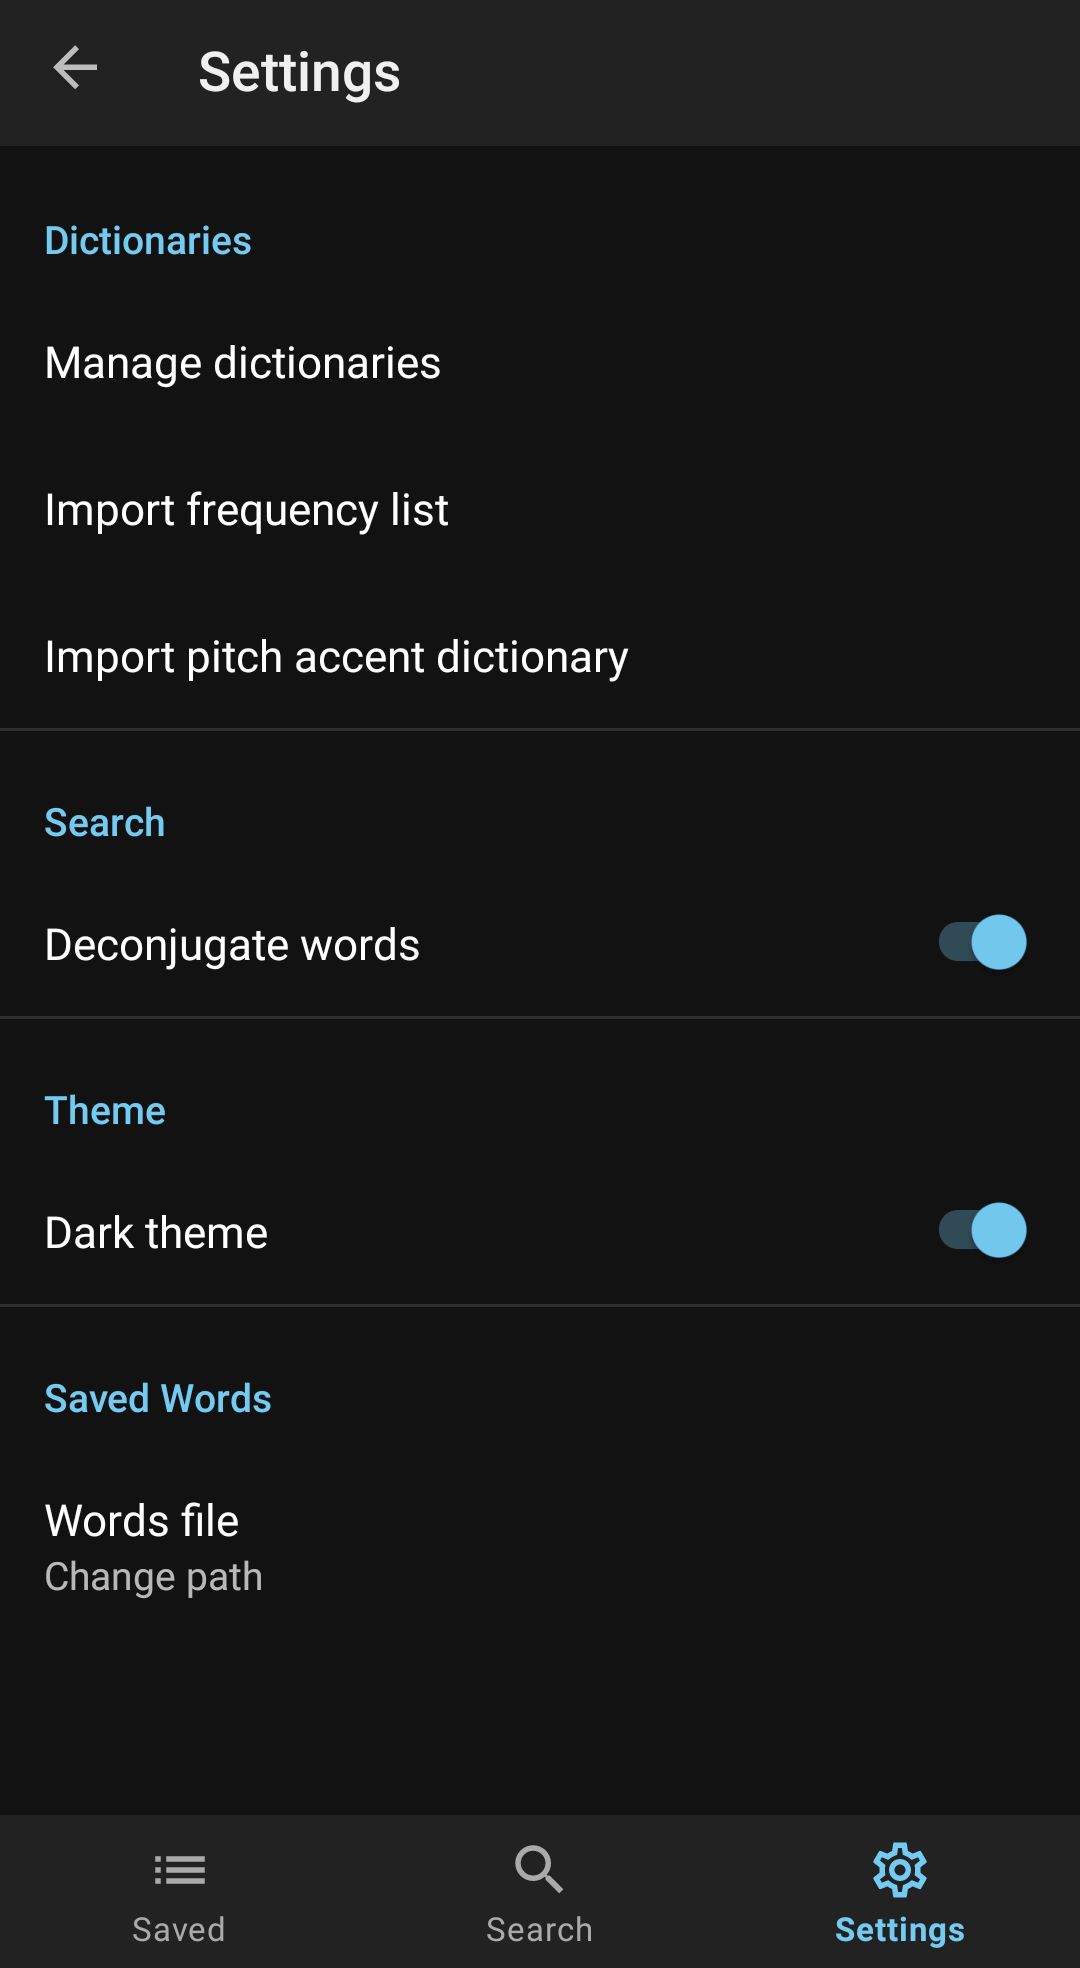 Settings
Dictionaries
Manage dictionaries
Import frequency list
Import pitch accent dictionary
Search
Deconjugate words
Theme
Dark theme
Saved Words
Words file
Change path
Saved
Search
Settings